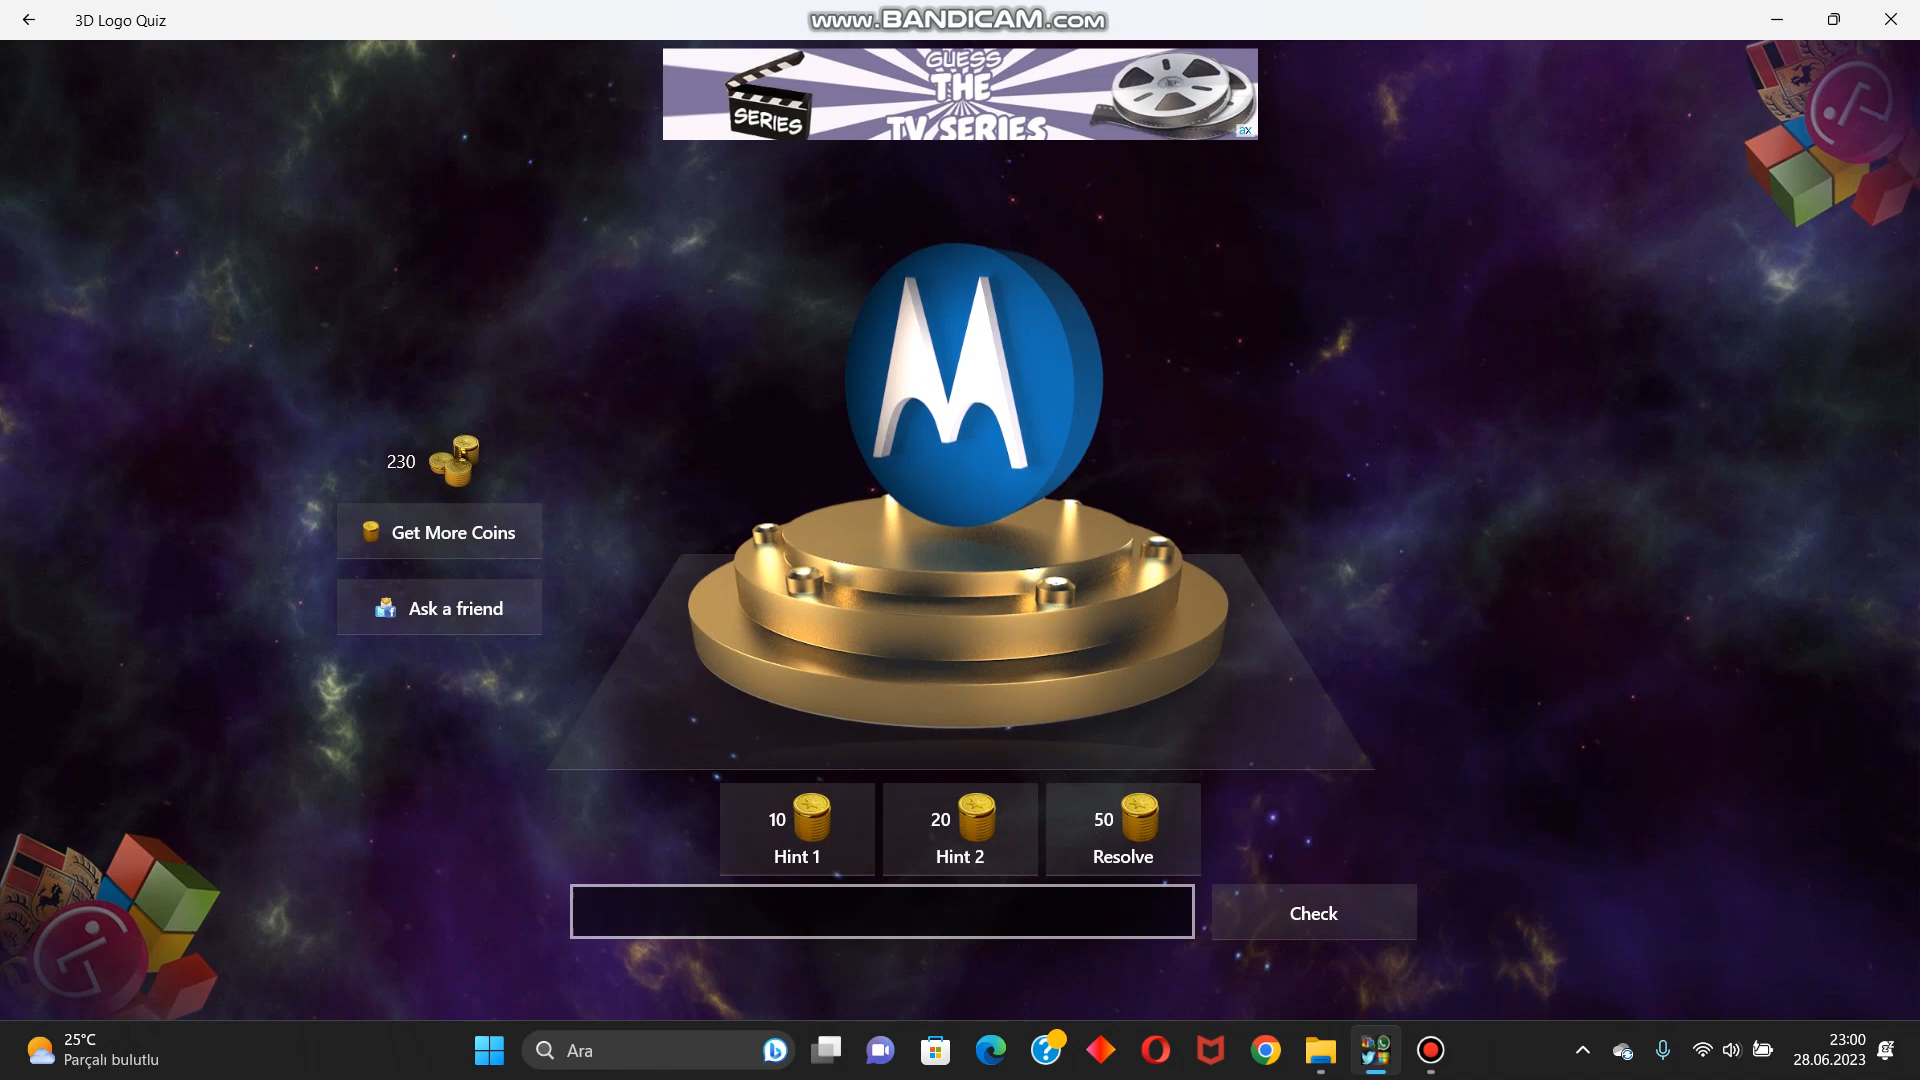 3D Logo Quiz
www.BANDICAM.com
GUESS
THE
TV SERIES
SERIES
ax
230
Get More Coins
Ask a friend
10
Hint 1
20
Hint 2
50
Resolve
Check
25°C
Parçalı bulutlu
Ara
23:00
28.06.2023